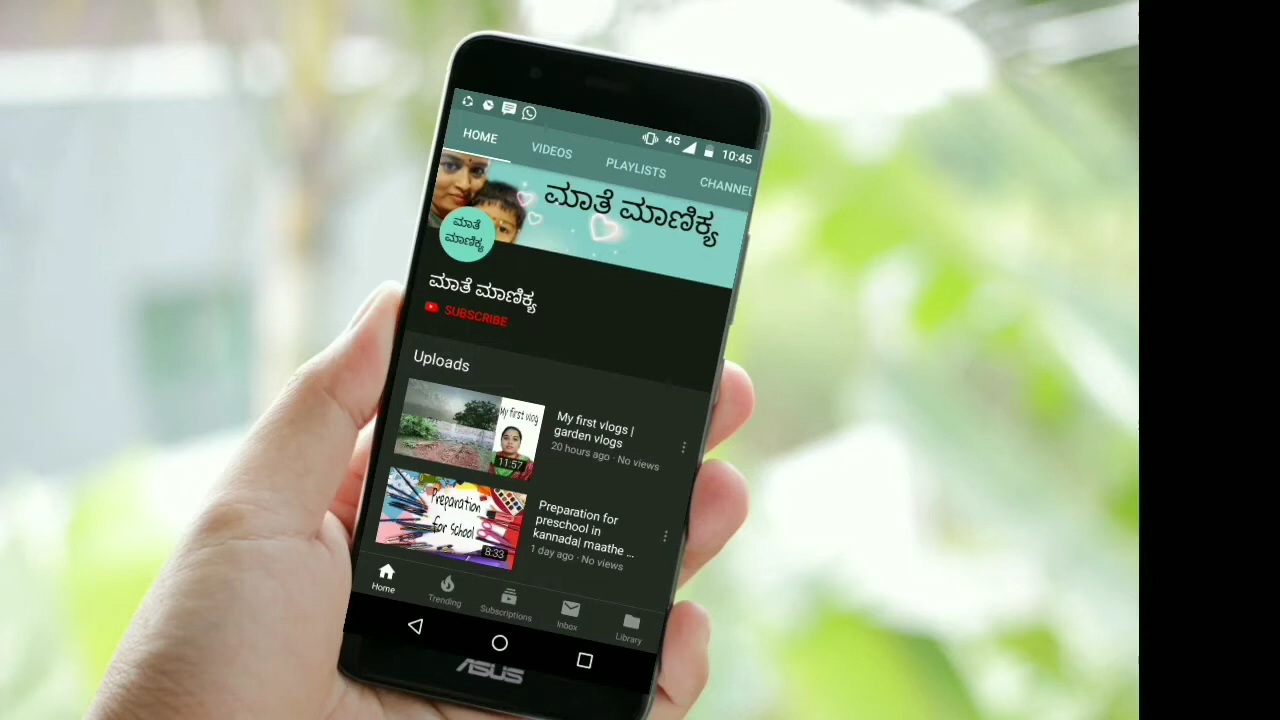 4G 10:45
HOME VIDEOS PLAYLISTS CHANNEL
ಮಾತೆ ಮಾಣಿಕ್ಯ
ಮಾತೆ
ಮಾಣಿಕ್ಯ
ಮಾತೆ ಮಾಣಿಕ್ಯ
SUBSCRIBE
Uploads
My first vlog
11:57
My first vlogs |
garden vlogs
20 hours ago · No views
Preparation
for school
8:33
Preparation for
preschool in
kannada| maathe ...
1 day ago · No views
Home Trending Subscriptions Inbox Library
ASUS